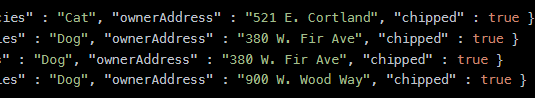 cies" : "Cat", "ownerAddress" : "521 E. Cortland", "chipped" : true }
ies" : "Dog", "ownerAddress" : "380 W. Fir Ave", "chipped" : true }
s" : "Dog", "ownerAddress" : "380 W. Fir Ave", "chipped" : true }
ies" : "Dog", "ownerAddress" : "900 W. Wood Way", "chipped" : true }